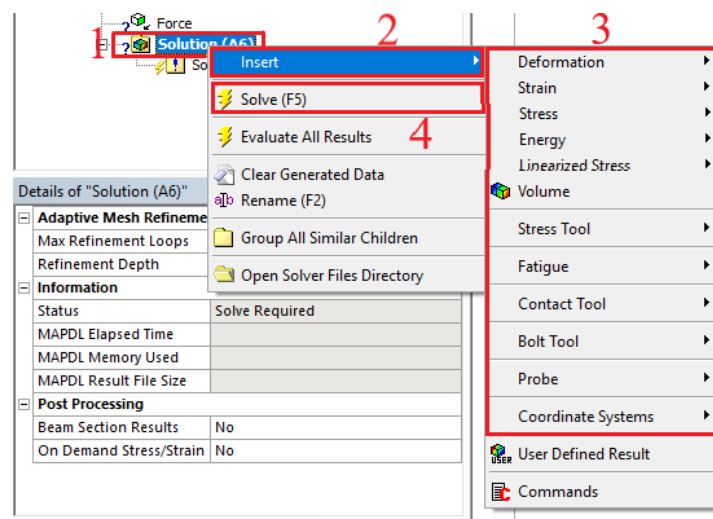 Force
1
Solution (A6)
So
2
3
Insert
Solve (F5)
4
Evaluate All Results
Clear Generated Data
Rename (F2)
Group All Similar Children
Open Solver Files Directory
Deformation
Strain
Stress
Energy
Linearized Stress
Volume
Stress Tool
Fatigue
Contact Tool
Bolt Tool
Probe
Coordinate Systems
User Defined Result
Commands
Details of "Solution (A6)"
Adaptive Mesh Refineme
Max Refinement Loops
Refinement Depth
Information
Status Solve Required
MAPDL Elapsed Time
MAPDL Memory Used
MAPDL Result File Size
Post Processing
Beam Section Results No
On Demand Stress/Strain No